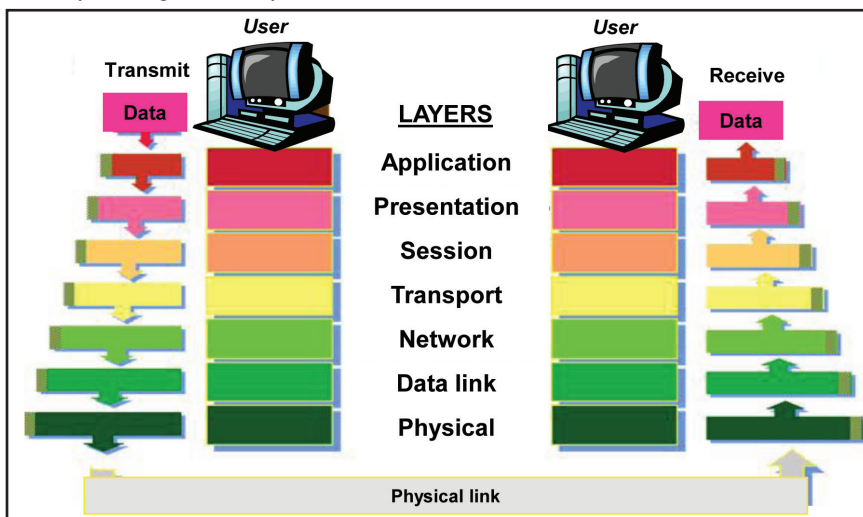 User
User
Transmit
Receive
Data
LAYERS
Data
Application
Presentation
Session
Transport
Network
Data link
Physical
Physical link